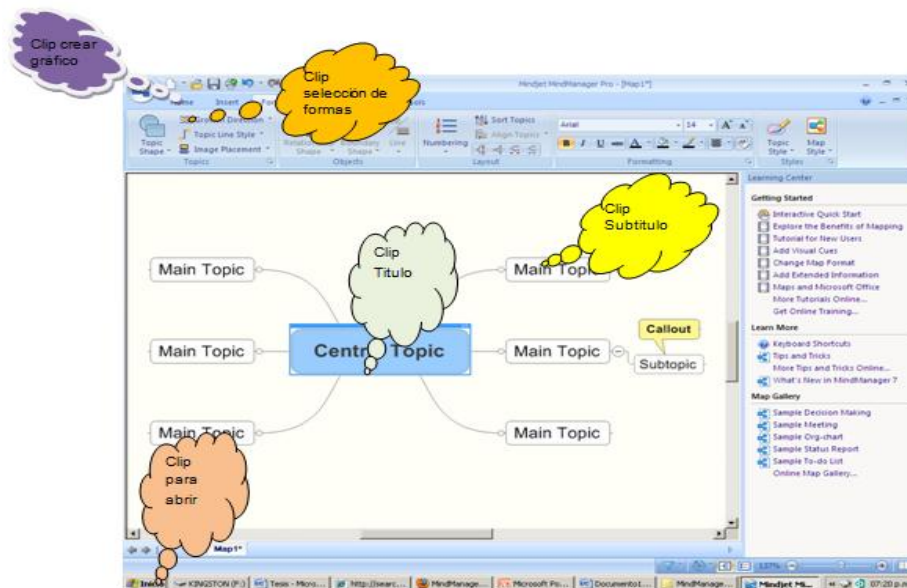 Clip crear
gráfico
Clip
selección de
formas
Mindjet MindManager Pro - [Map1*]
Insert
Topic
Shape
Topic Line Style
Image Placement
Topics
Shape
Shape
Line
Objects
Numbering
Sort Topics
Align Topics
Layout
Arial
14
B I U
Formatting
Topic
Style
Map
Style
Styles
Learning Center
Getting Started
Interactive Quick Start
Explore the Benefits of Mapping
Tutorial for New Users
Add Visual Cues
Change Map Format
Add Extended Information
Maps and Microsoft Office
More Tutorials Online...
Get Online Training...
Learn More
Keyboard Shortcuts
Tips and Tricks
More Tips and Tricks Online...
What's New in MindManager 7
Map Gallery
Sample Decision Making
Sample Meeting
Sample Org-chart
Sample Status Report
Sample To-do List
Online Map Gallery...
Clip
Subtitulo
Clip
Titulo
Main Topic
Main
Main Topic
Topic
Main Topic
Callout
Subtopic
Main Topic
Main Topic
Clip
para
abrir
Map1*
137%
KINGSTON (F:)
Tesis - Micro...
http://searc...
MindManage...
Microsoft Po...
Documento1...
MindManage...
Mindjet MS...
07:20 p.m.